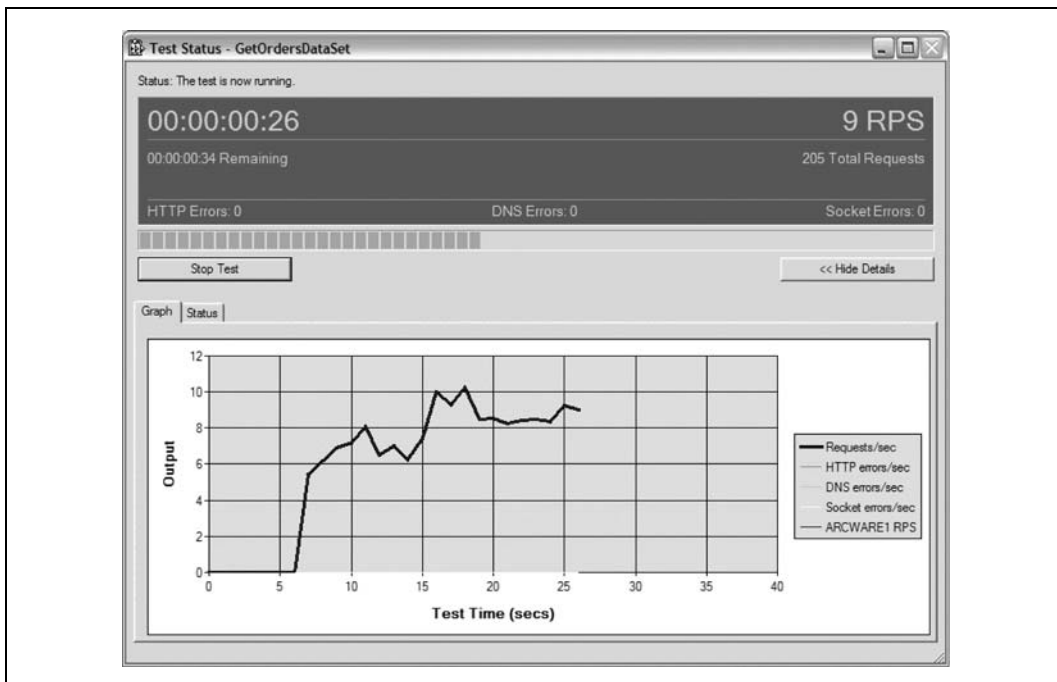 Test Status - GetOrdersDataSet
Status: The test is now running.
00:00:00:26 9 RPS
00:00:00:34 Remaining 205 Total Requests
HTTP Errors: 0 DNS Errors: 0 Socket Errors: 0
Stop Test << Hide Details
Graph Status
12
10
8
6
4
2
0
Output
0 5 10 15 20 25 30 35 40
Test Time (secs)
Requests/sec
HTTP errors/sec
DNS errors/sec
Socket errors/sec
ARCWARE1 RPS